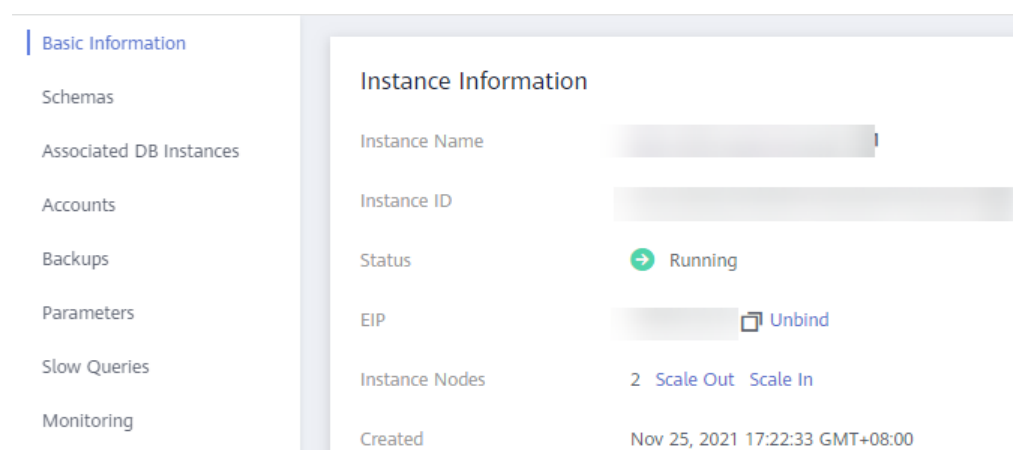 Basic Information
Schemas
Associated DB Instances
Accounts
Backups
Parameters
Slow Queries
Monitoring
Instance Information
Instance Name
Instance ID
Status Running
EIP Unbind
Instance Nodes 2 Scale Out Scale In
Created Nov 25, 2021 17:22:33 GMT+08:00